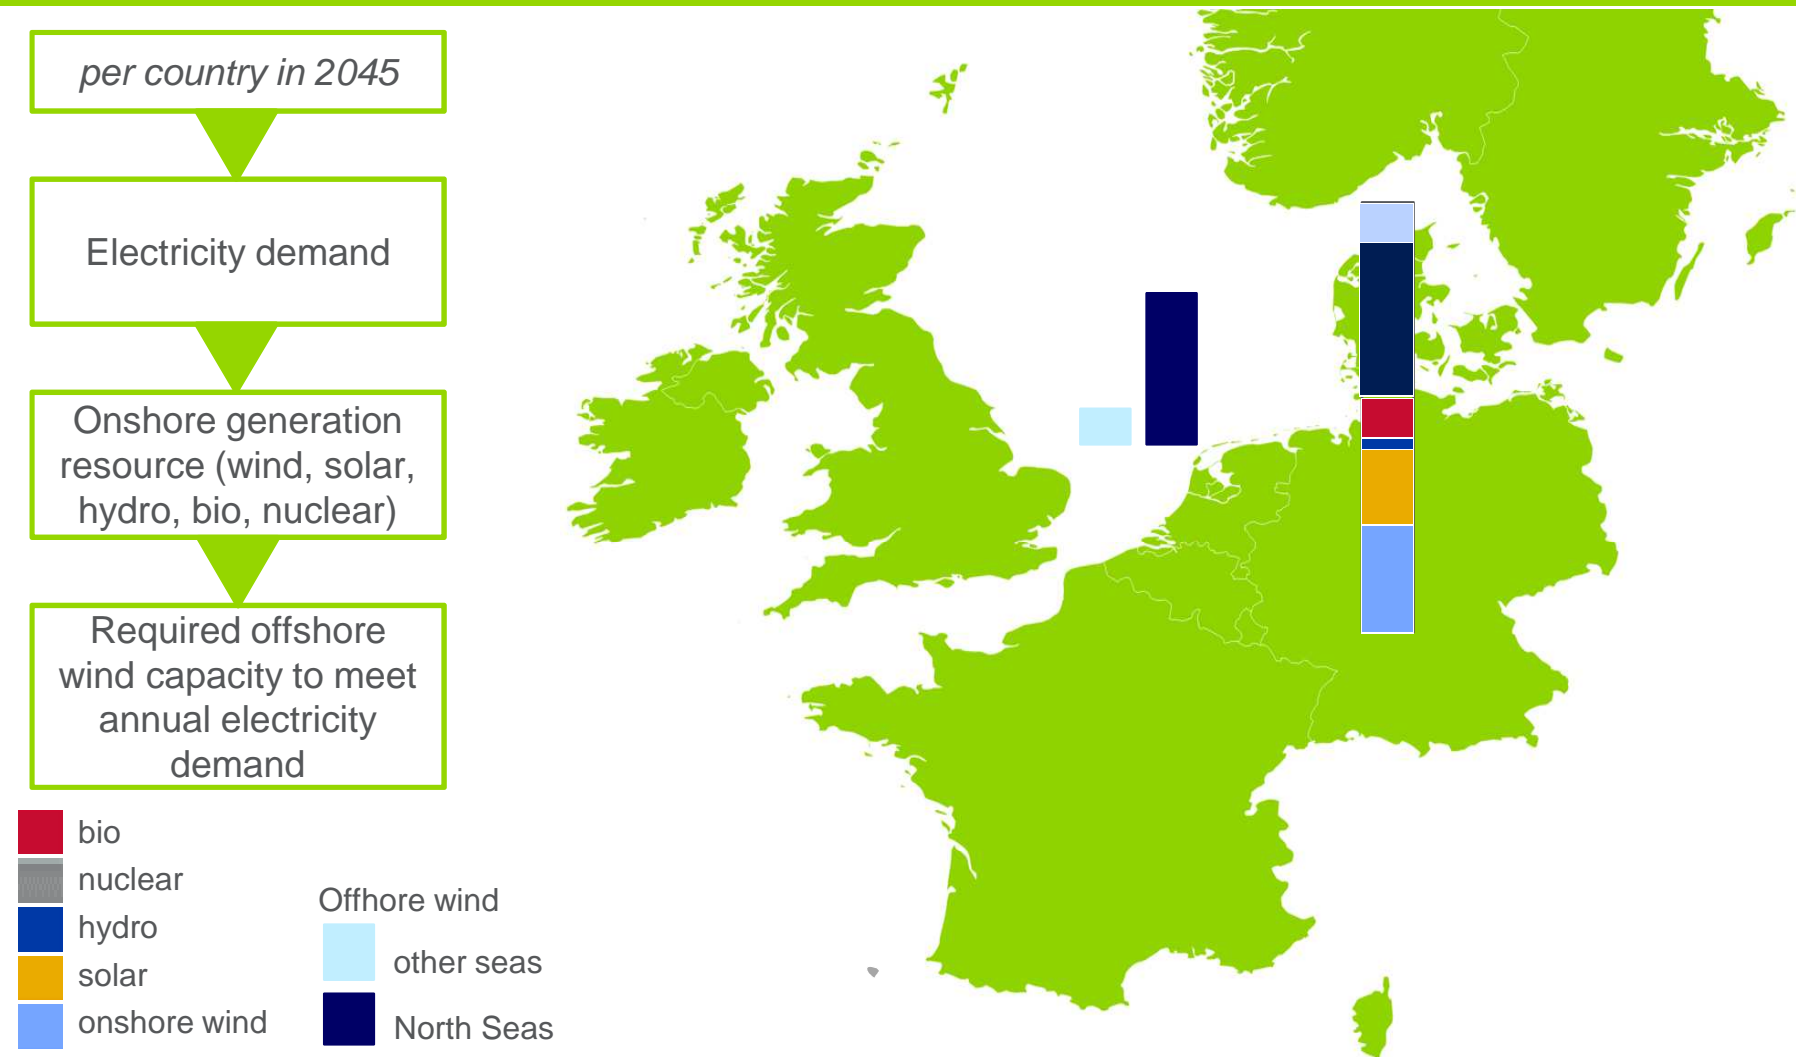 per country in 2045
Electricity demand
Onshore generation
resource (wind, solar,
hydro, bio, nuclear)
Required offshore
wind capacity to meet
annual electricity
demand
bio
nuclear
hydro
solar
onshore wind
Offhore wind
other seas
North Seas